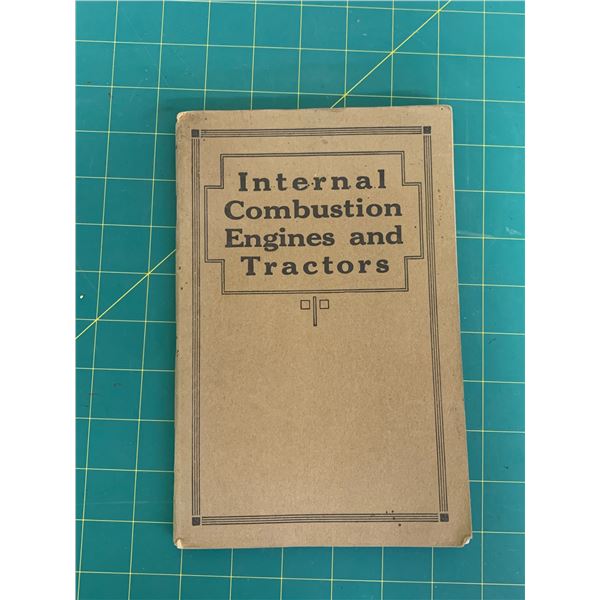 Internal
Combustion
Engines and
Tractors